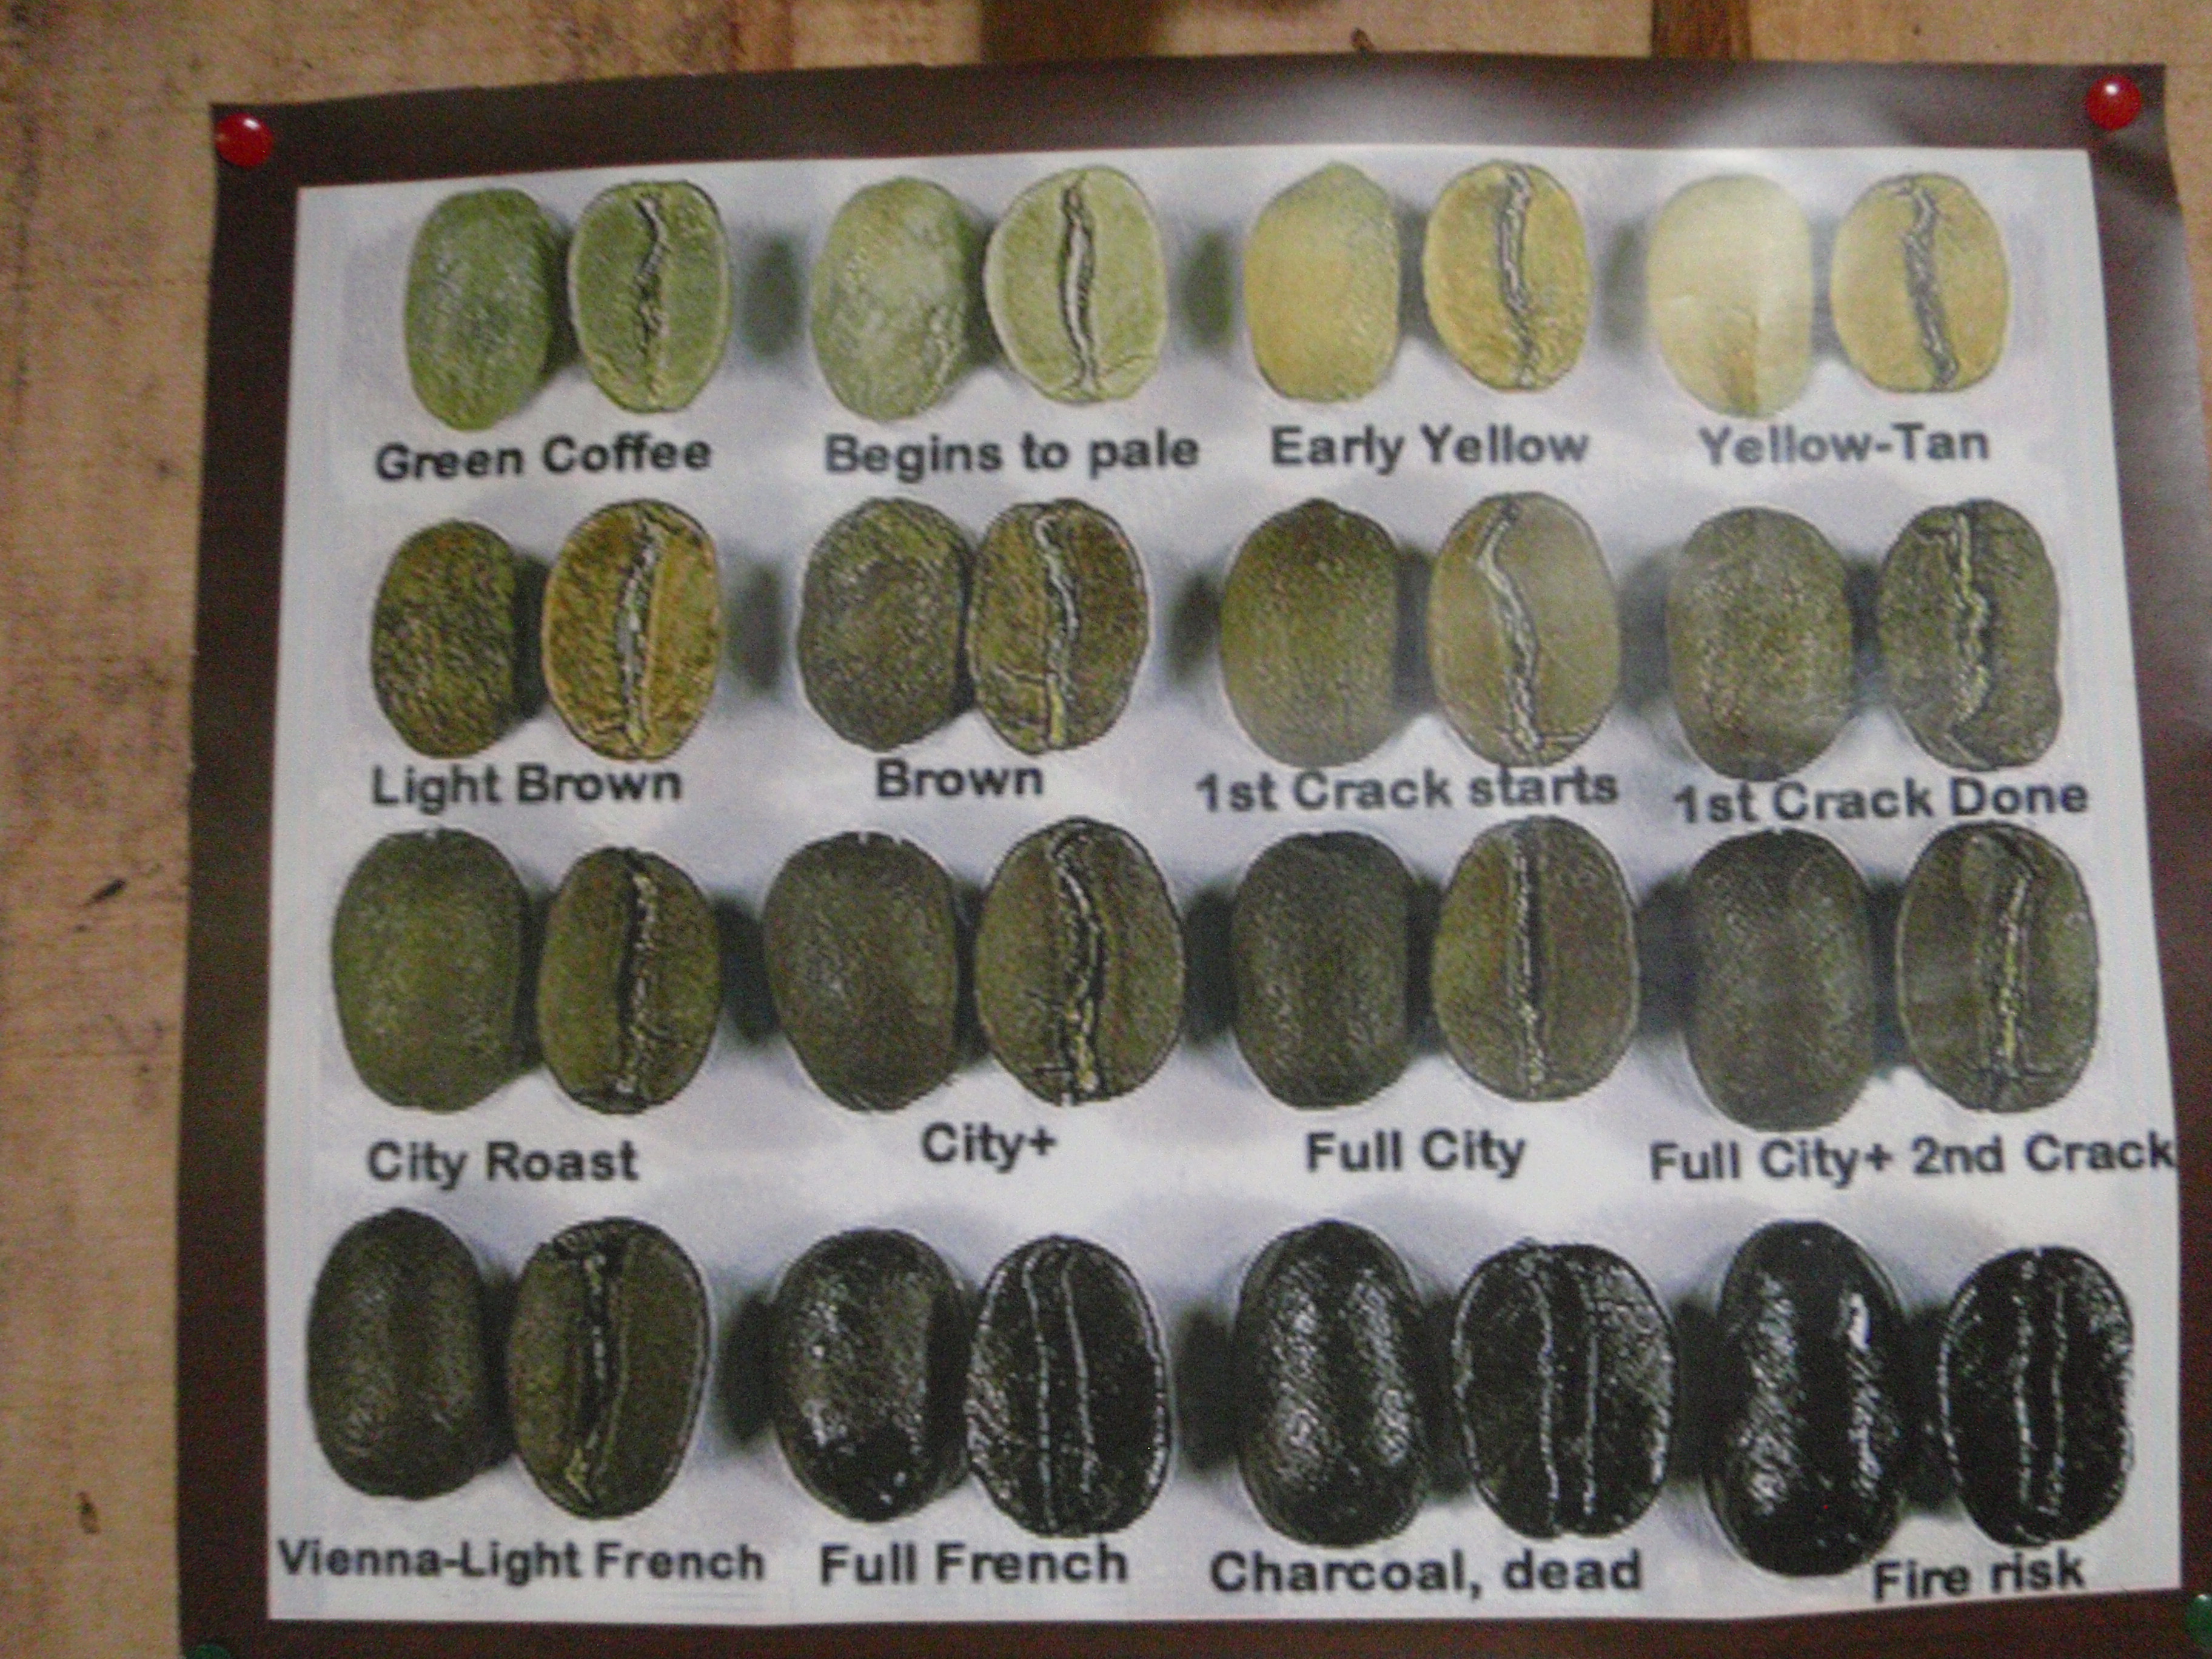 Green Coffee Begins to pale Early Yellow Yellow-Tan
Light Brown Brown 1st Crack starts 1st Crack Done
City Roast City+ Full City Full City+ 2nd Crack
Vienna-Light French Full French Charcoal, dead Fire risk